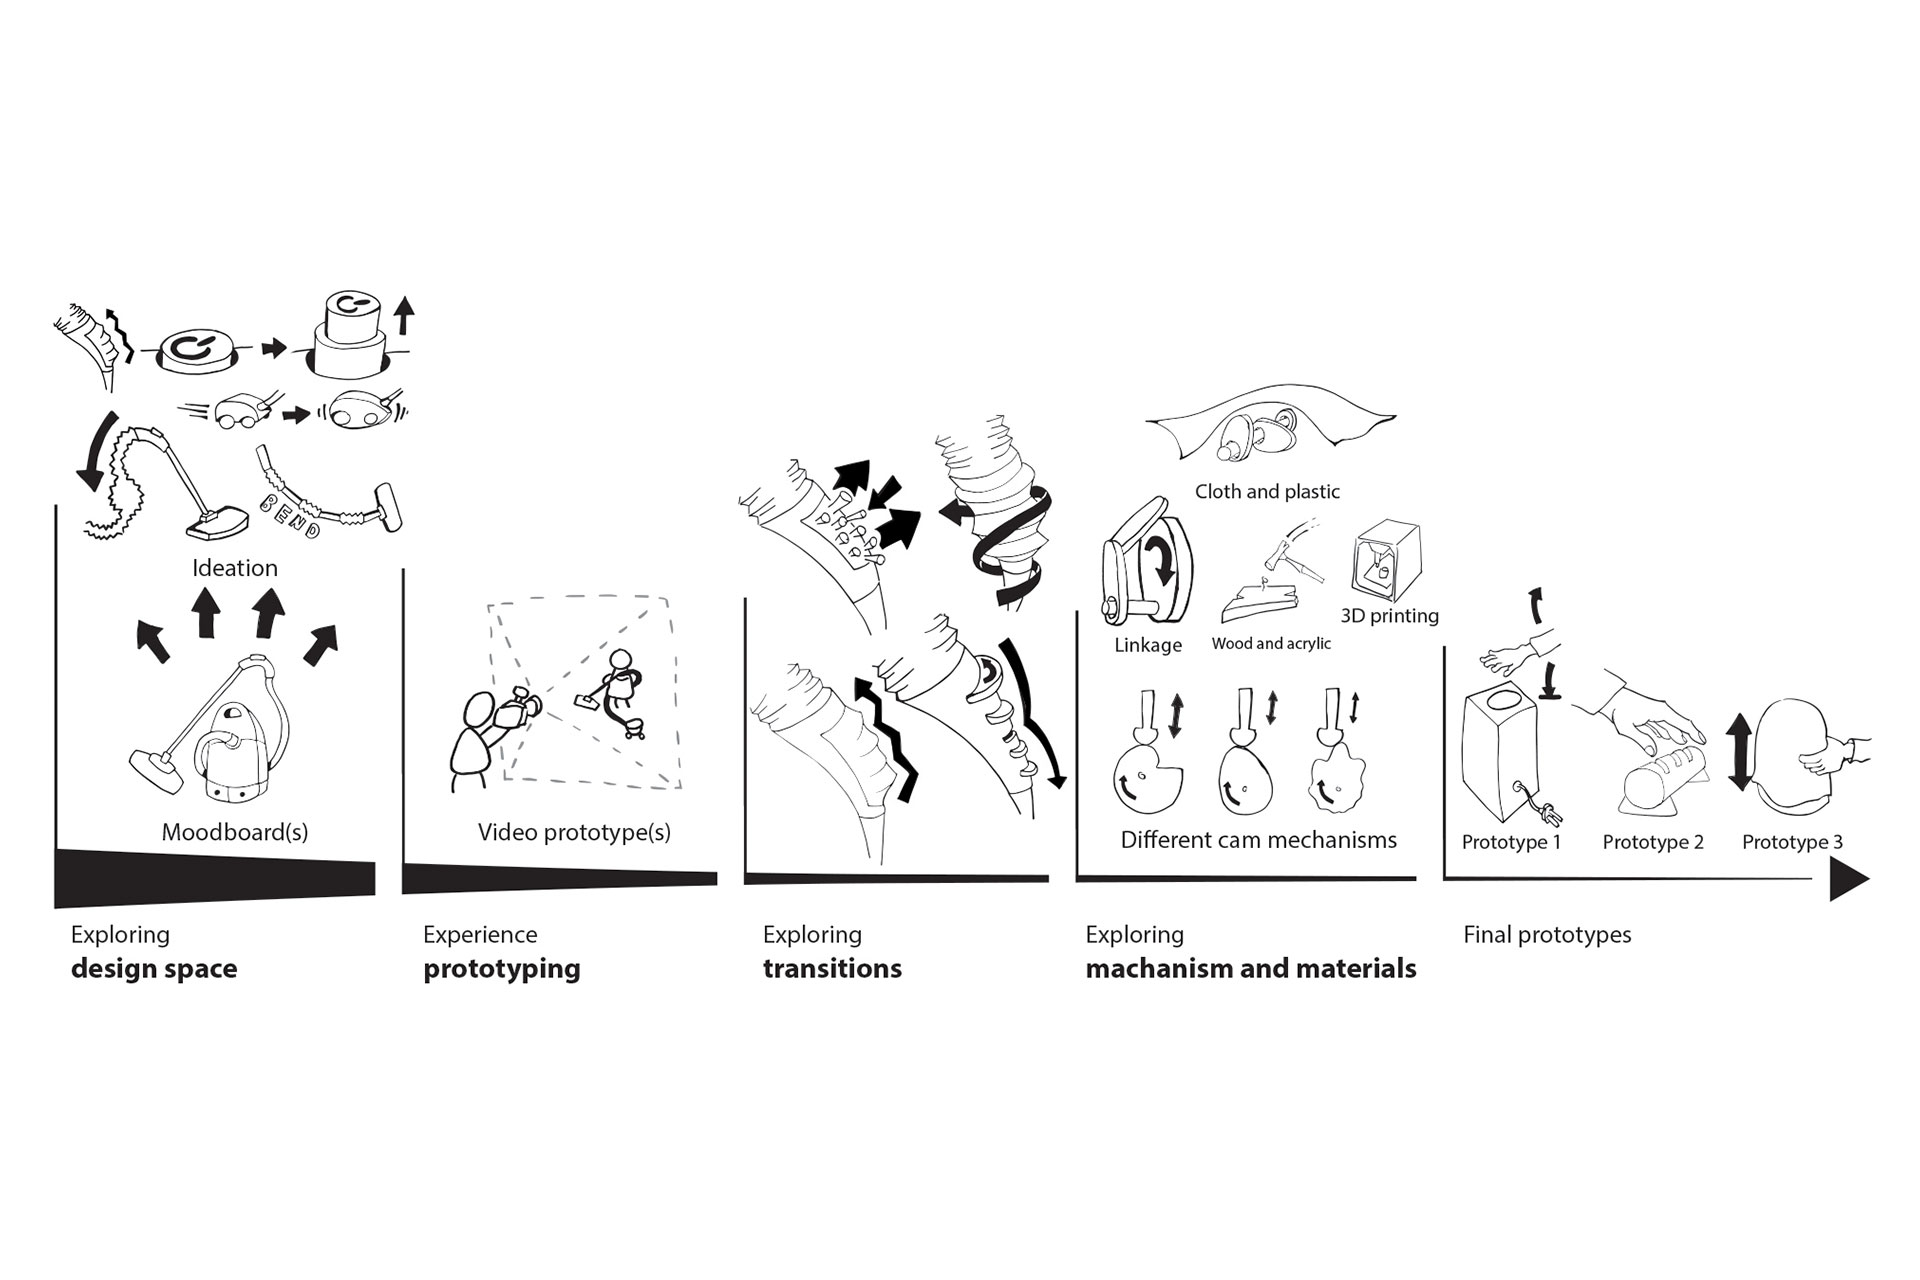 BEND
Ideation
Moodboard(s)
Exploring
design space
Video prototype(s)
Experience
prototyping
Exploring
transitions
Cloth and plastic
Linkage
Wood and acrylic
3D printing
Different cam mechanisms
Exploring
machanism and materials
Prototype 1
Prototype 2
Prototype 3
Final prototypes